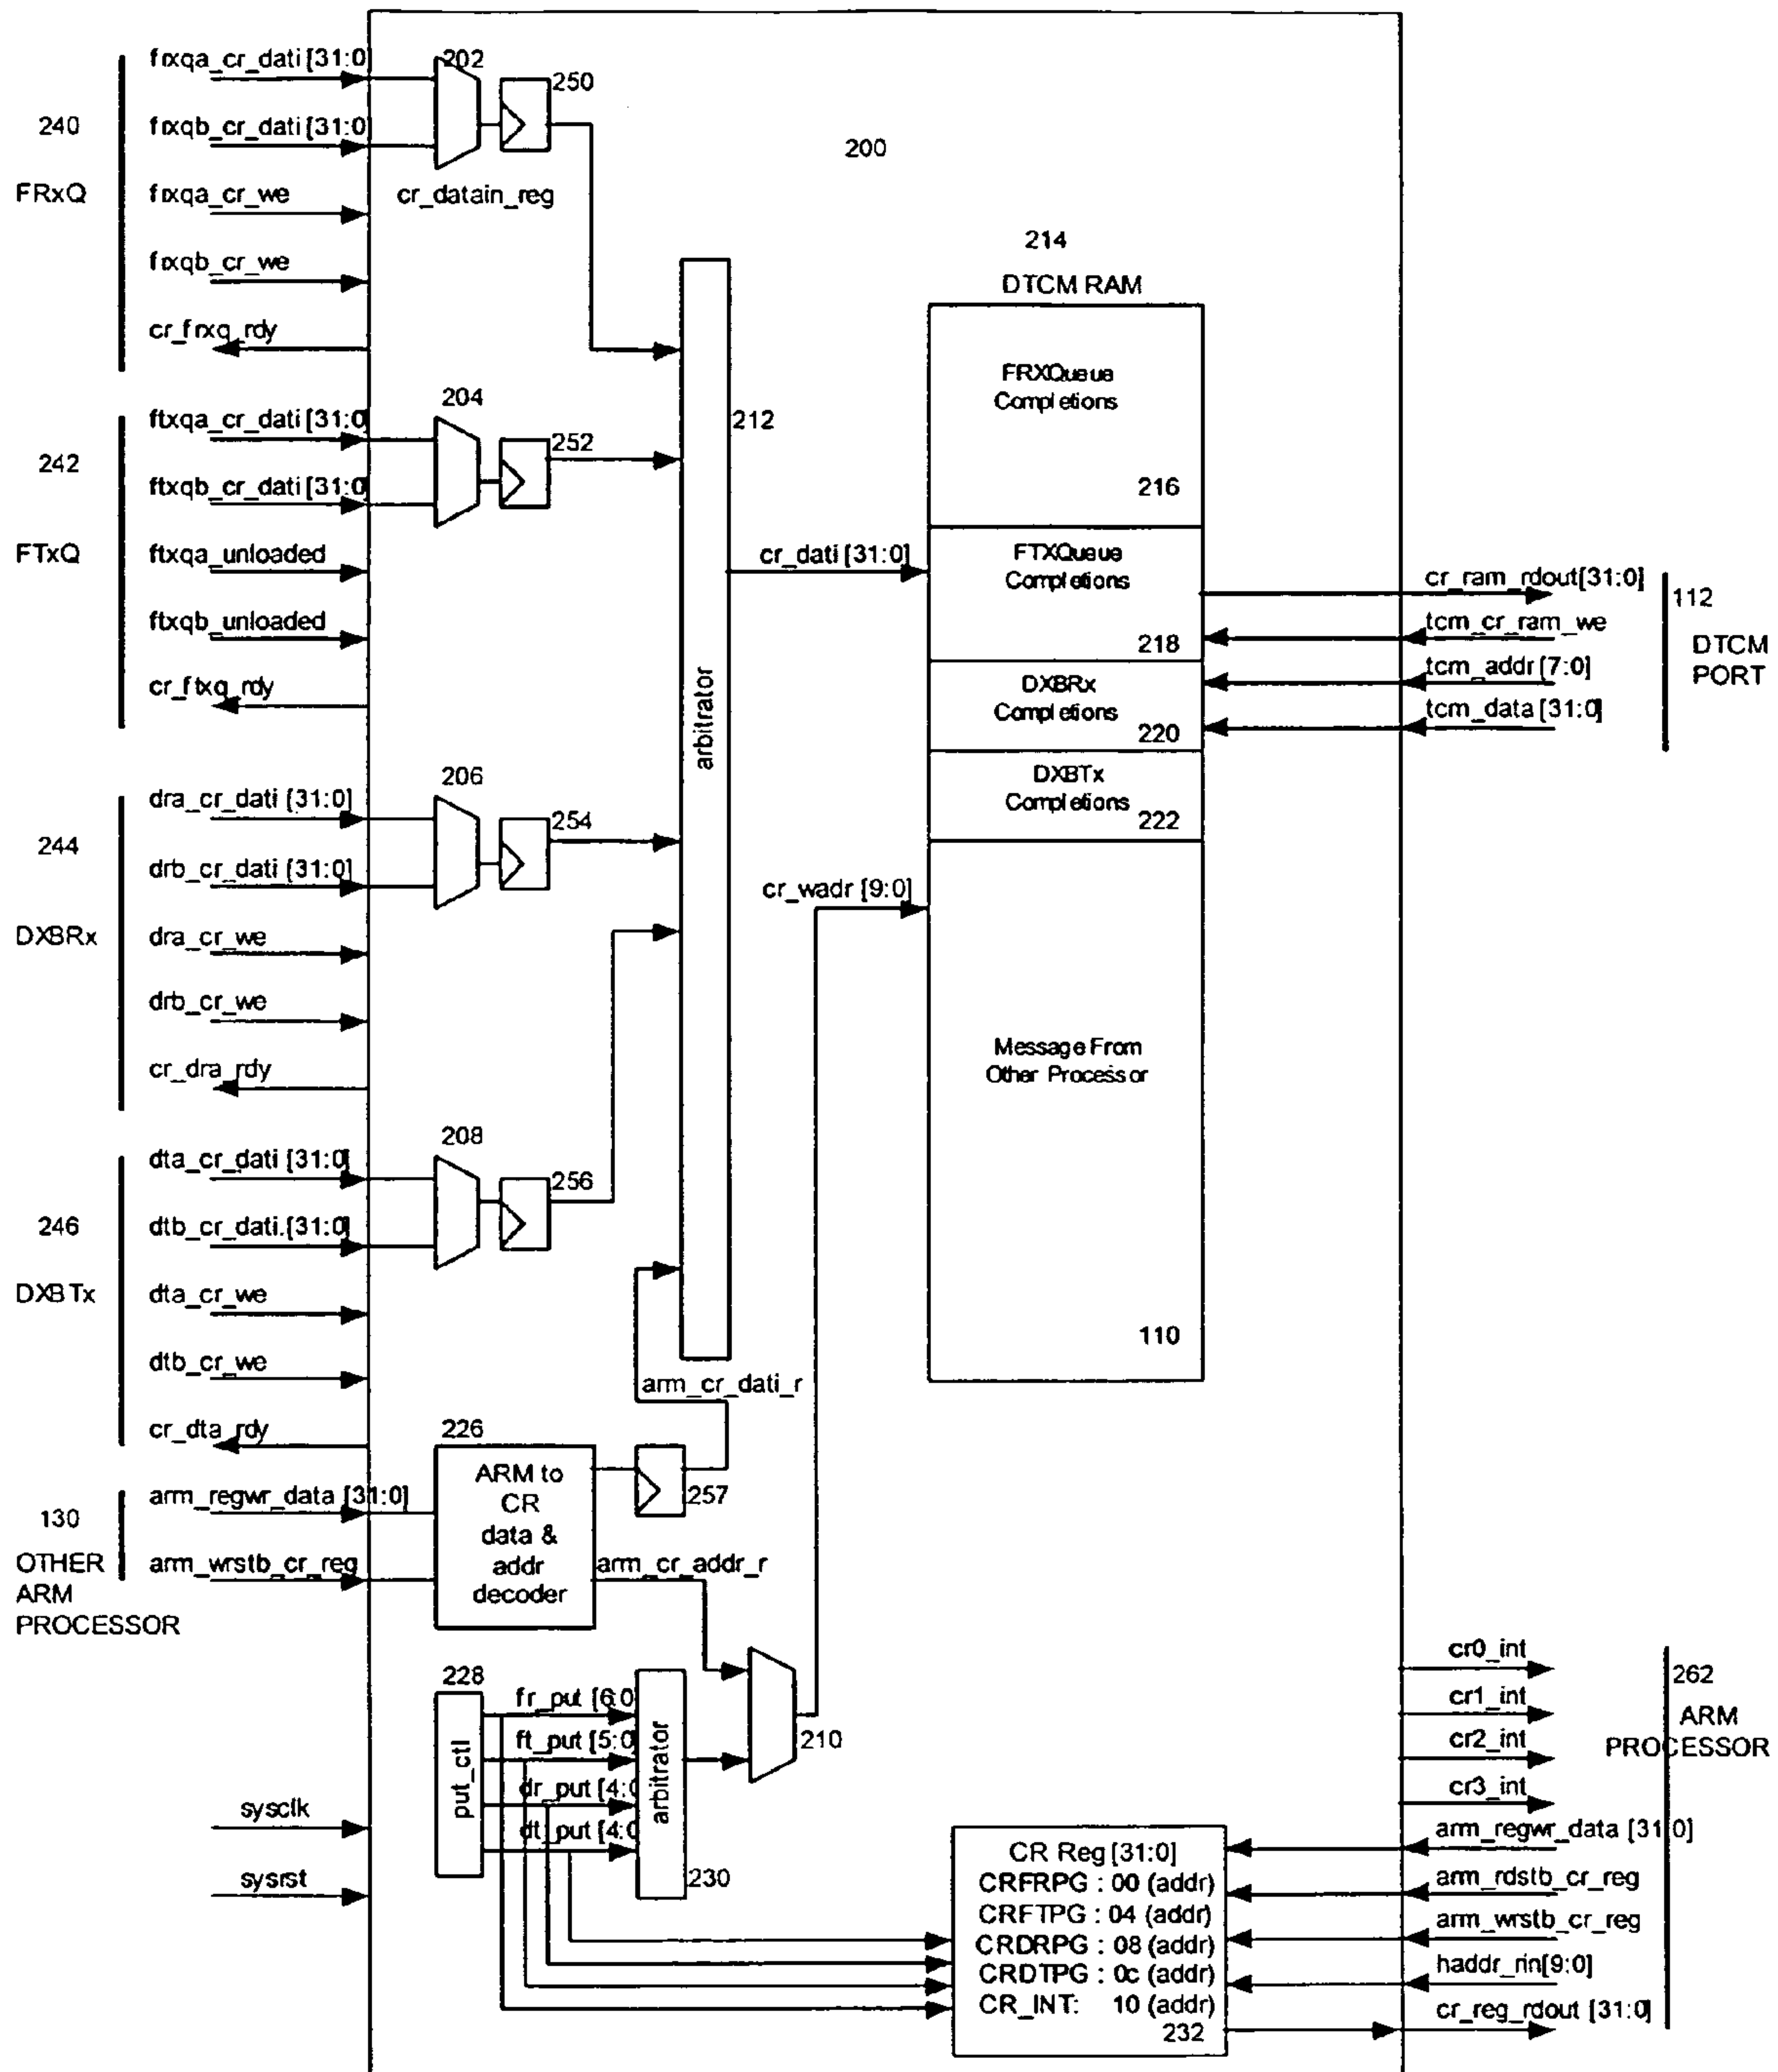 frxqa_cr_dati [31:0]
240
frxqb_cr_dati [31:0]
FRxQ
frxqa_cr_we
frxqb_cr_we
cr_frxq_rdy
202
250
cr_datain_reg
200
ftxqa_cr_dati [31:0]
242
ftxqb_cr_dati [31:0]
FTxQ
ftxqa_unloaded
ftxqb_unloaded
cr_ftxq_rdy
204
252
dra_cr_dati [31:0]
244
drb_cr_dati [31:0]
DXBRx
dra_cr_we
drb_cr_we
cr_dra_rdy
206
254
dta_cr_dati [31:0]
246
dtb_cr_dati.[31:0]
DXBTx
dta_cr_we
dtb_cr_we
cr_dta_rdy
208
256
212
arbitrator
arm_cr_dati_r
arm_regwr_data [31:0]
130
OTHER
ARM
PROCESSOR
arm_wrstb_cr_reg
226
ARM to
CR
data &
addr
decoder
257
arm_cr_addr_r
228
put_ctl
fr_put [6:0
ft_put [5:0
dr_put [4:0
dt_put [4:0
arbitrator
230
210
sysclk
sysrst
214
DTCM RAM
FRXQueue
Completions
216
cr_dati [31:0]
FTXQueue
Completions
218
DXBRx
Completions
220
DXBTx
Completions
222
cr_wadr [9:0]
Message From
Other Processor
110
cr_ram_rdout[31:0]
tcm_cr_ram_we
tcm_addr [7:0]
tcm_data [31:0]
112
DTCM
PORT
cr0_int
cr1_int
cr2_int
cr3_int
262
ARM
PROCESSOR
arm_regwr_data [31:0]
arm_rdstb_cr_reg
arm_wrstb_cr_reg
haddr_rin[9:0]
cr_reg_rdout [31:0]
CR Reg [31:0]
CRFRPG : 00 (addr)
CRFTPG : 04 (addr)
CRDRPG : 08 (addr)
CRDTPG : 0c (addr)
CR_INT: 10 (addr)
232